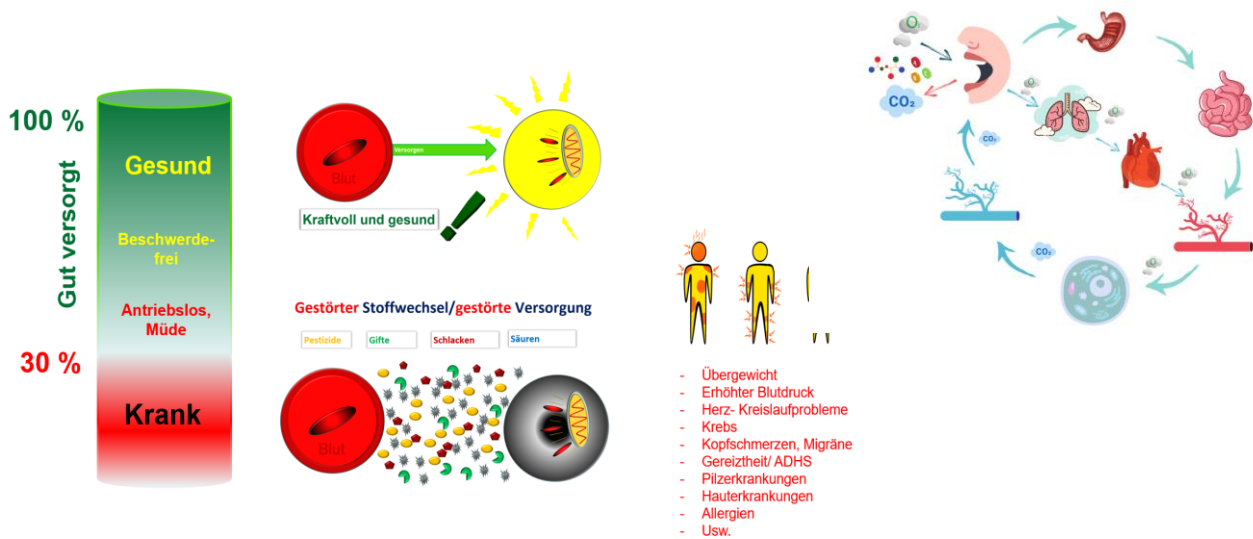 100 %
Gut versorgt
Gesund
Beschwerde-
frei
Antriebslos,
Müde
30 %
Krank
Blut
Versorgen
Kraftvoll und gesund
Gestörter Stoffwechsel/gestörte Versorgung
Pestizide
Gifte
Schlacken
Säuren
Blut
- Übergewicht
- Erhöhter Blutdruck
- Herz- Kreislaufprobleme
- Krebs
- Kopfschmerzen, Migräne
- Gereiztheit/ ADHS
- Pilzerkrankungen
- Hauterkrankungen
- Allergien
- Usw.
CO₂
CO₂
CO₂